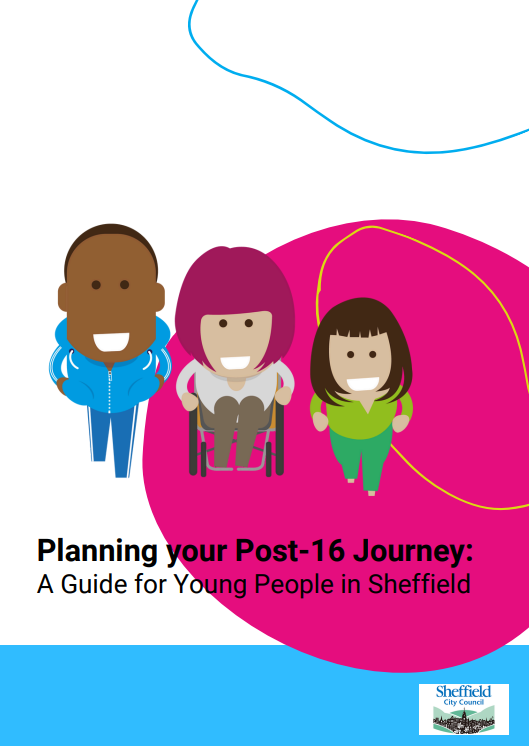 Planning your Post-16 Journey:
A Guide for Young People in Sheffield
Sheffield
City Council